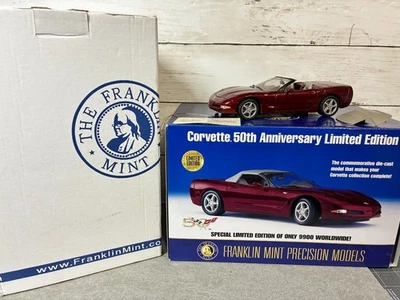 THE FRANKLIN
MINT
www.FranklinMint.co
Corvette 50th Anniversary Limited Edition
LIMITED
EDITION
The commemorative die-cast
model that makes your
Corvette collection complete!
SPECIAL LIMITED EDITION OF ONLY 9900 WORLDWIDE!
FRANKLIN MINT PRECISION MODELS